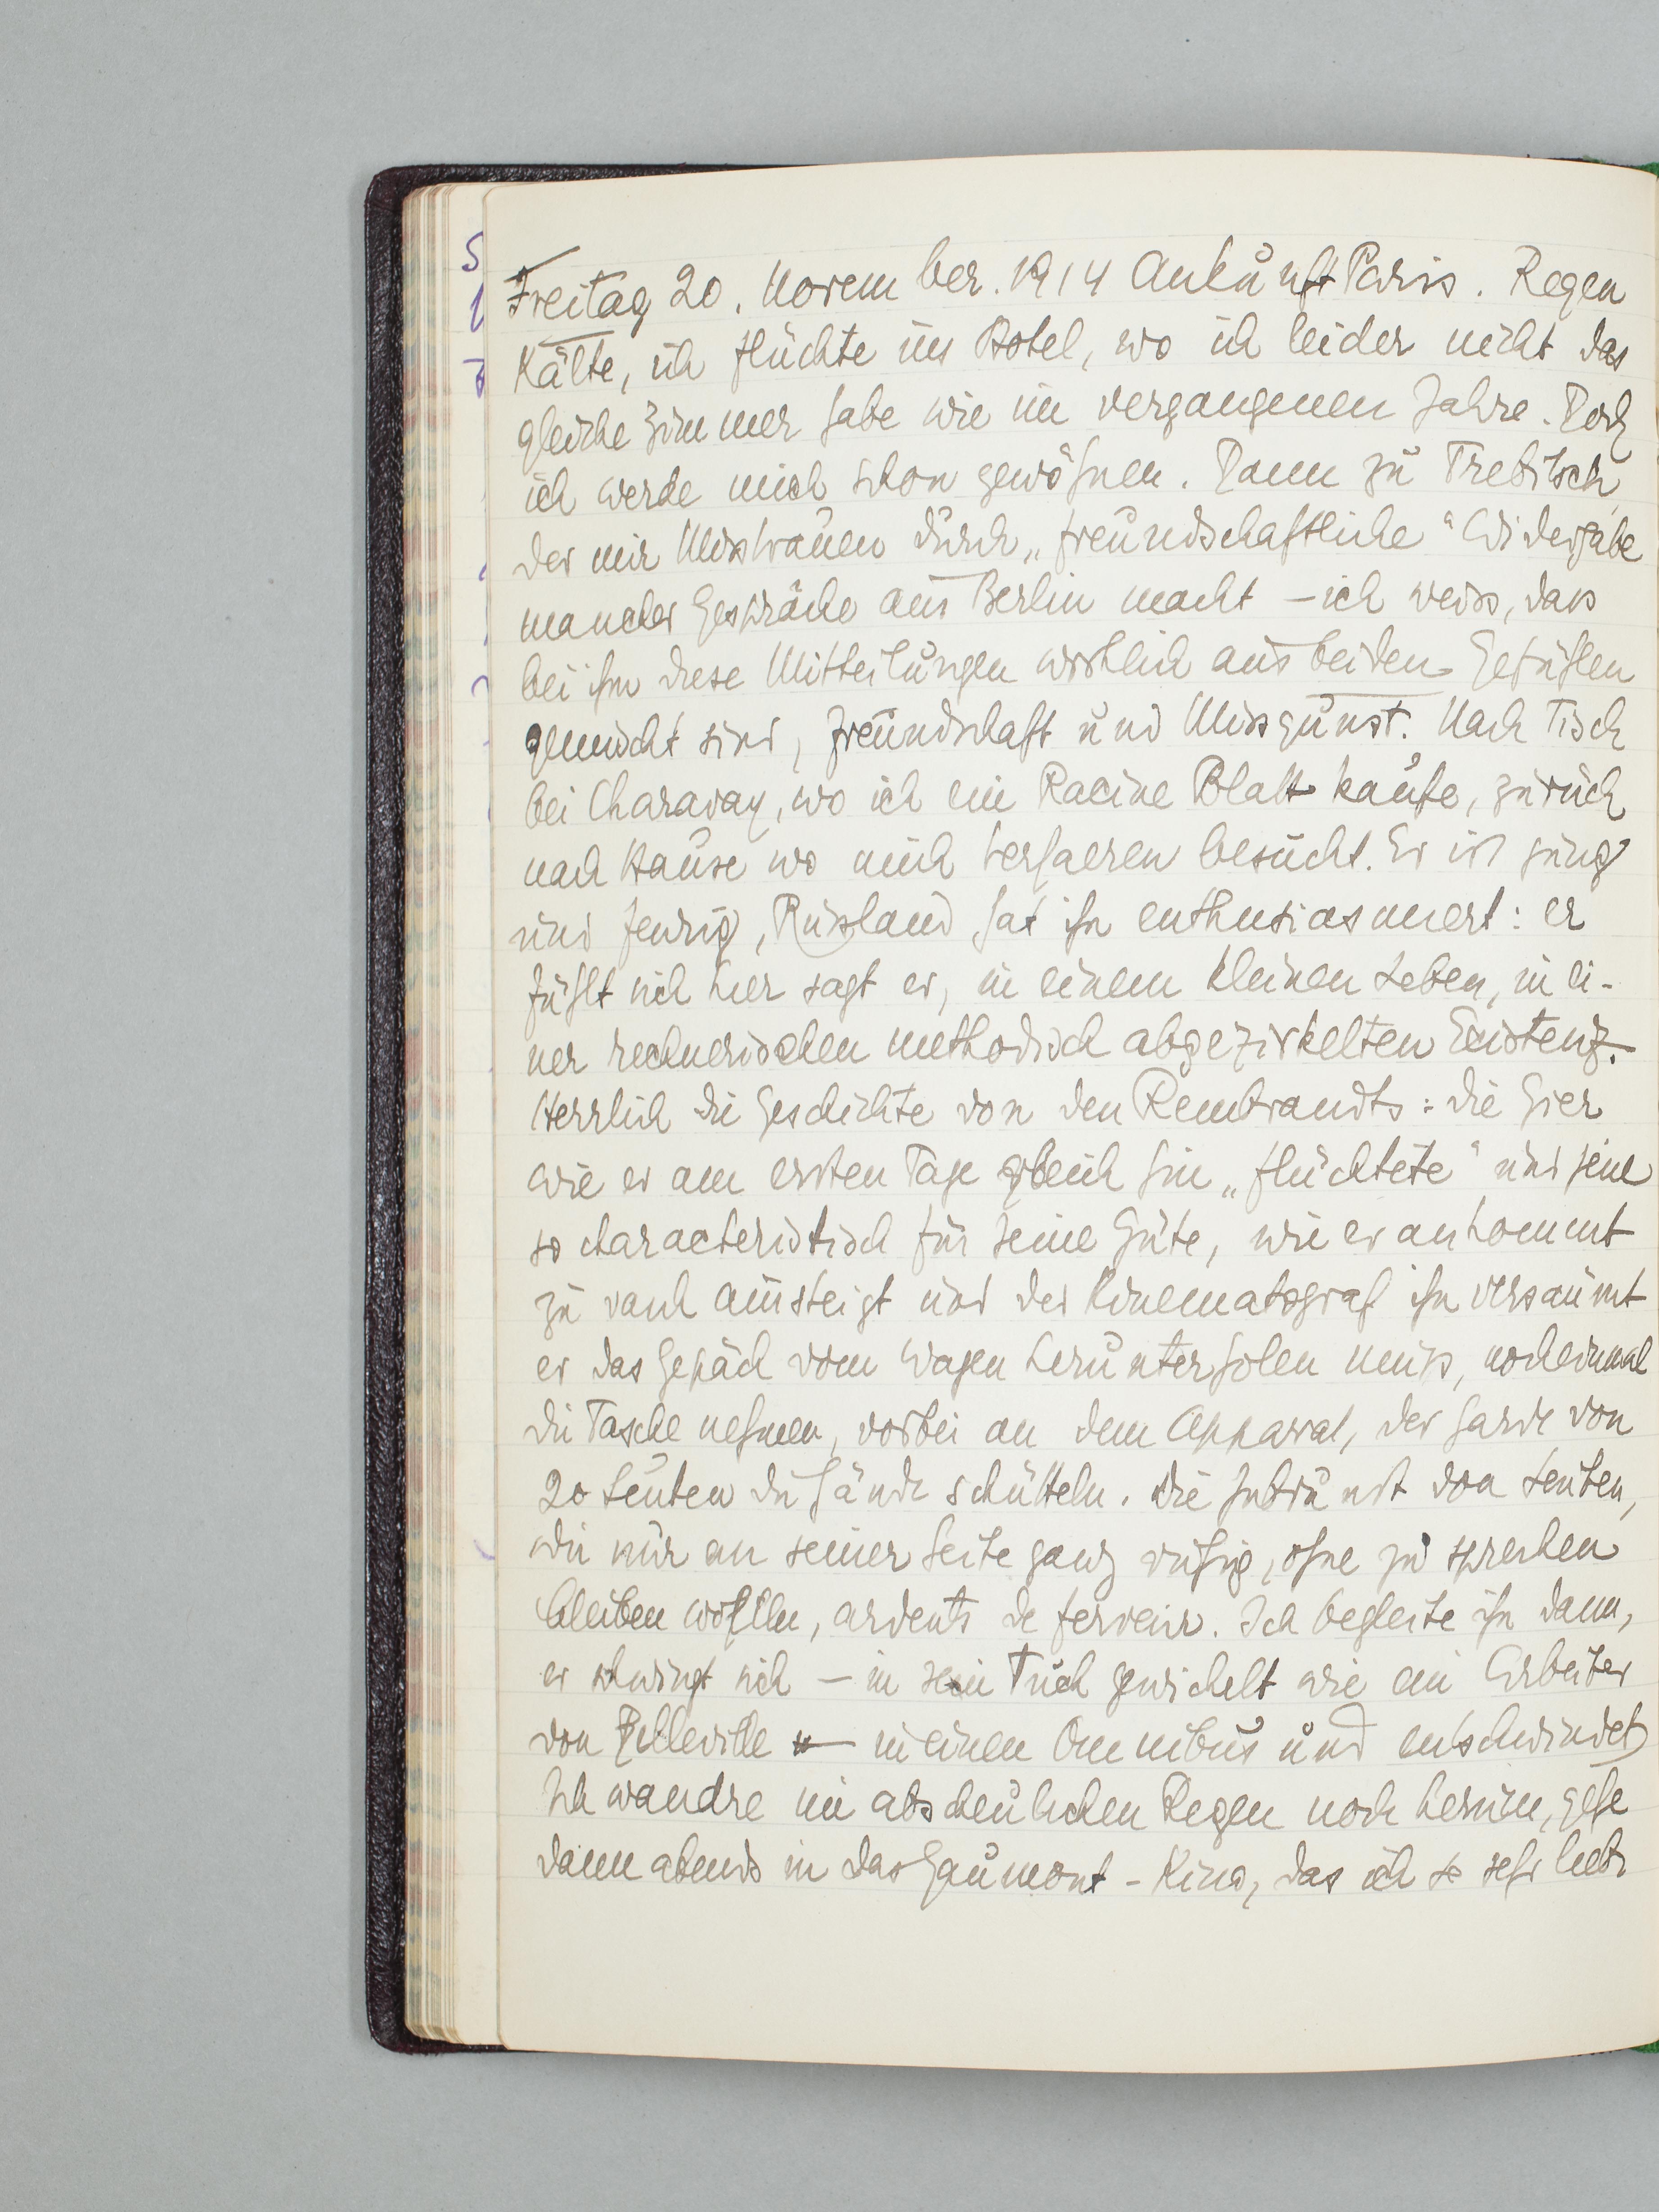 Freitag 20. November. 1914 Ankunft Paris. Regen
Kälte, ich flüchte ins Hotel, wo ich leider nicht das
gleiche Zimmer habe wie im vergangenen Jahre. Doch
ich werde mich schon gewöhnen. Dann zu Trebitsch,
der mir Misstrauen durch „freundschaftliche“ Widergabe
mancher Gespräche aus Berlin macht – ich weiss, dass
bei ihm diese Mitteilungen wirklich aus beiden Gefühlen
gemischt sind, Freundschaft und Missgunst. Nach Tisch
bei Charavay, wo ich ein Racine Blatt kaufe, zurück
nach Hause wo mich Verhaeren besucht. Er ist jung
und feurig, Russland hat ihn enthusiasmiert: er
fühlt sich hier sagt er, in einem kleinen Leben, in ei-
ner rechnerischen methodisch abgezirkelten Existenz.
Herrlich die Geschichte von den Rembrandts: die Gier
wie er am ersten Tage gleich hin „flüchtete“ und jene
so characteristisch für seine Güte, wie er ankommt
zu rasch aussteigt und der Kinematograf ihn versäumt
er das Gepäck vom Wagen herunterholen muss, nocheinmal
die Tasche nehmen, vorbei an dem Apparat, der Garde von
20 Leuten die Hände schütteln. Die Inbrunst von Leuten,
die nur an seiner Seite ganz ruhig, ohne zu sprechen
bleiben wollen, ardents de ferveur. Ich begleite ihn dann,
er schwingt sich – in sein Tuch gewickelt wie ein Arbeiter
von Belleville – in einen Omnibus und entschwindet
Ich wandre im abscheulichen Regen noch herum, gehe
dann abends in das Gaumont-Kino, das ich so sehr liebe